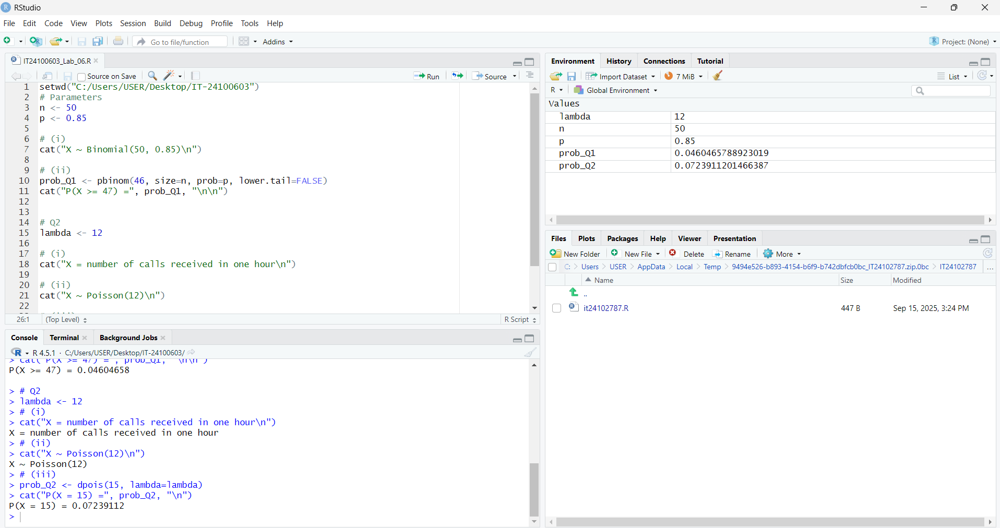 RStudio
File Edit Code View Plots Session Build Debug Profile Tools Help
Go to file/function
Addins
Project: (None)
IT24100603_Lab_06.R
Source on Save
Run
Source
1 setwd("C:/Users/USER/Desktop/IT-24100603")
2 # Parameters
3 n <- 50
4 p <- 0.85
5
6 # (i)
7 cat("X ~ Binomial(50, 0.85)\n")
8
9 # (ii)
10 prob_Q1 <- pbinom(46, size=n, prob=p, lower.tail=FALSE)
11 cat("P(X >= 47) =", prob_Q1, "\n\n")
12
13
14 # Q2
15 lambda <- 12
16
17 # (i)
18 cat("X = number of calls received in one hour\n")
19
20 # (ii)
21 cat("X ~ Poisson(12)\n")
22
26:1 (Top Level) R Script
Console Terminal Background Jobs
R 4.5.1 · C:/Users/USER/Desktop/IT-24100603/
> cat("P(X >= 47) =", prob_Q1, "\n\n")
P(X >= 47) = 0.04604658
> # Q2
> lambda <- 12
> # (i)
> cat("X = number of calls received in one hour\n")
X = number of calls received in one hour
> # (ii)
> cat("X ~ Poisson(12)\n")
X ~ Poisson(12)
> # (iii)
> prob_Q2 <- dpois(15, lambda=lambda)
> cat("P(X = 15) =", prob_Q2, "\n")
P(X = 15) = 0.07239112
>
Environment History Connections Tutorial
Import Dataset 7 MiB List
R Global Environment
Values
lambda 12
n 50
p 0.85
prob_Q1 0.0460465788923019
prob_Q2 0.0723911201466387
Files Plots Packages Help Viewer Presentation
New Folder New File Delete Rename More
C: > Users > USER > AppData > Local > Temp > 9494e526-b893-4154-b6f9-b742dbfcb0bc_IT24102787.zip.0bc > IT24102787 ...
Name Size Modified
..
it24102787.R 447 B Sep 15, 2025, 3:24 PM